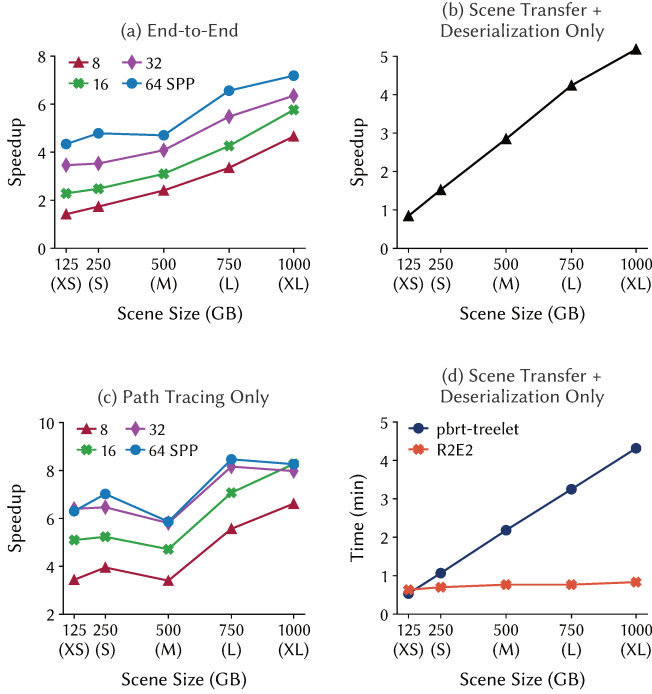 (a) End-to-End
8
32
16
64 SPP
Speedup
8
6
4
2
0
125 250 500 750 1000
(XS) (S) (M) (L) (XL)
Scene Size (GB)
(b) Scene Transfer +
Deserialization Only
Speedup
5
4
3
2
1
0
125 250 500 750 1000
(XS) (S) (M) (L) (XL)
Scene Size (GB)
(c) Path Tracing Only
8
32
16
64 SPP
Speedup
10
8
6
4
2
125 250 500 750 1000
(XS) (S) (M) (L) (XL)
Scene Size (GB)
(d) Scene Transfer +
Deserialization Only
pbrt-treelet
R2E2
Time (min)
5
4
3
2
1
0
125 250 500 750 1000
(XS) (S) (M) (L) (XL)
Scene Size (GB)